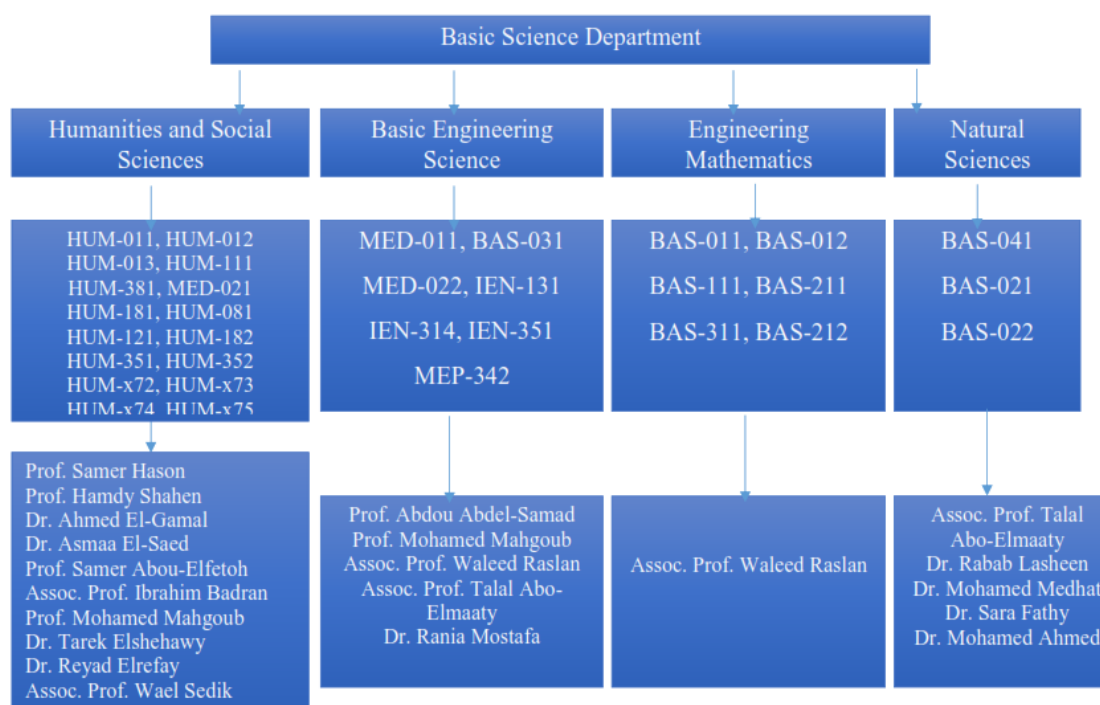 Basic Science Department
Humanities and Social
Sciences
Basic Engineering
Science
Engineering
Mathematics
Natural
Sciences
HUM-011, HUM-012
HUM-013, HUM-111
HUM-381, MED-021
HUM-181, HUM-081
HUM-121, HUM-182
HUM-351, HUM-352
HUM-x72, HUM-x73
HUM-x74, HUM-x75
MED-011, BAS-031
MED-022, IEN-131
IEN-314, IEN-351
MEP-342
BAS-011, BAS-012
BAS-111, BAS-211
BAS-311, BAS-212
BAS-041
BAS-021
BAS-022
Prof. Samer Hason
Prof. Hamdy Shahen
Dr. Ahmed El-Gamal
Dr. Asmaa El-Saed
Prof. Samer Abou-Elfetoh
Assoc. Prof. Ibrahim Badran
Prof. Mohamed Mahgoub
Dr. Tarek Elshehawy
Dr. Reyad Elrefay
Assoc. Prof. Wael Sedik
Prof. Abdou Abdel-Samad
Prof. Mohamed Mahgoub
Assoc. Prof. Waleed Raslan
Assoc. Prof. Talal Abo-
Elmaaty
Dr. Rania Mostafa
Assoc. Prof. Waleed Raslan
Assoc. Prof. Talal
Abo-Elmaaty
Dr. Rabab Lasheen
Dr. Mohamed Medhat
Dr. Sara Fathy
Dr. Mohamed Ahmed